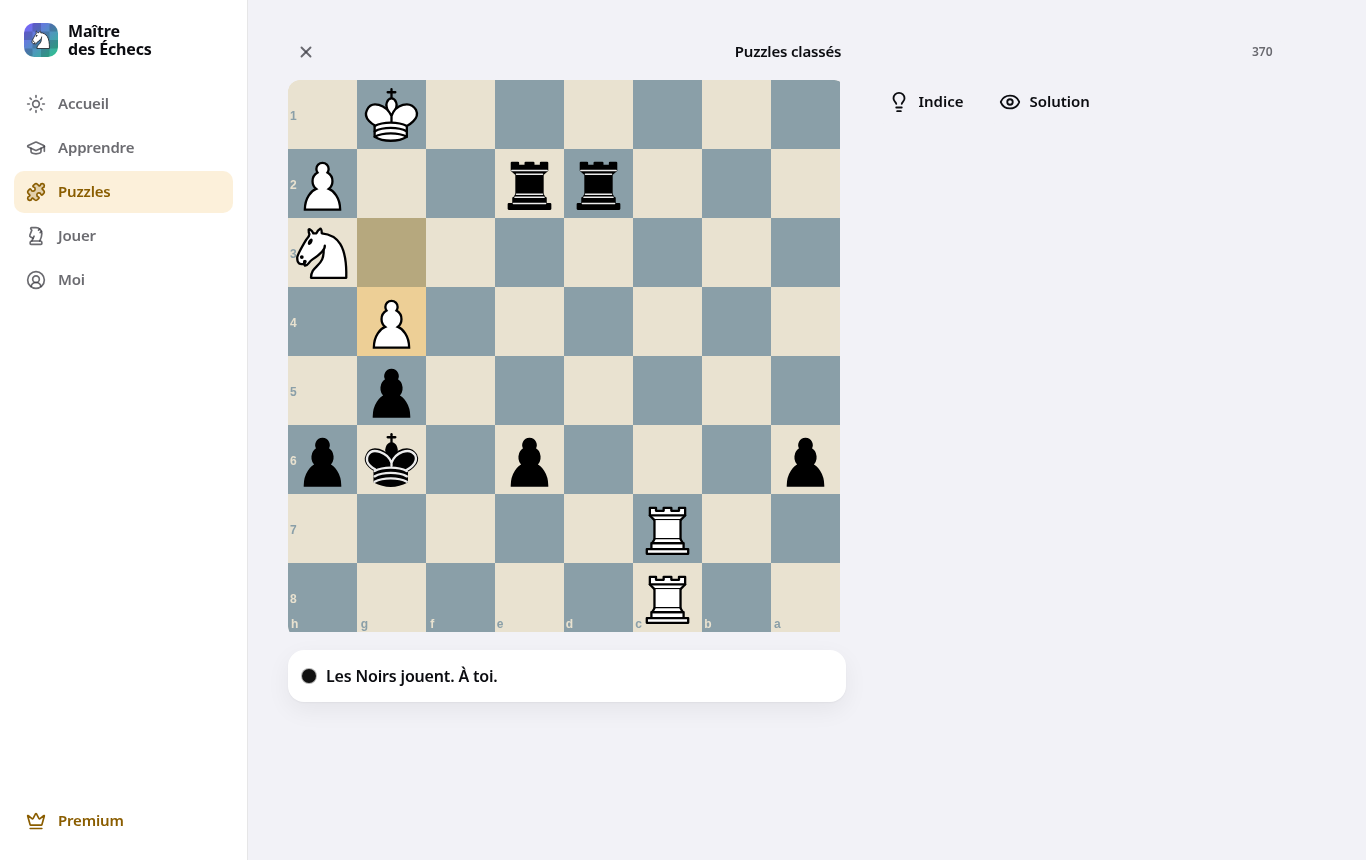 Maître
des Échecs
Accueil
Apprendre
Puzzles
Jouer
Moi
Premium
Puzzles classés
370
1
2
3
4
5
6
7
8
h g f e d c b a
Indice
Solution
Les Noirs jouent. À toi.